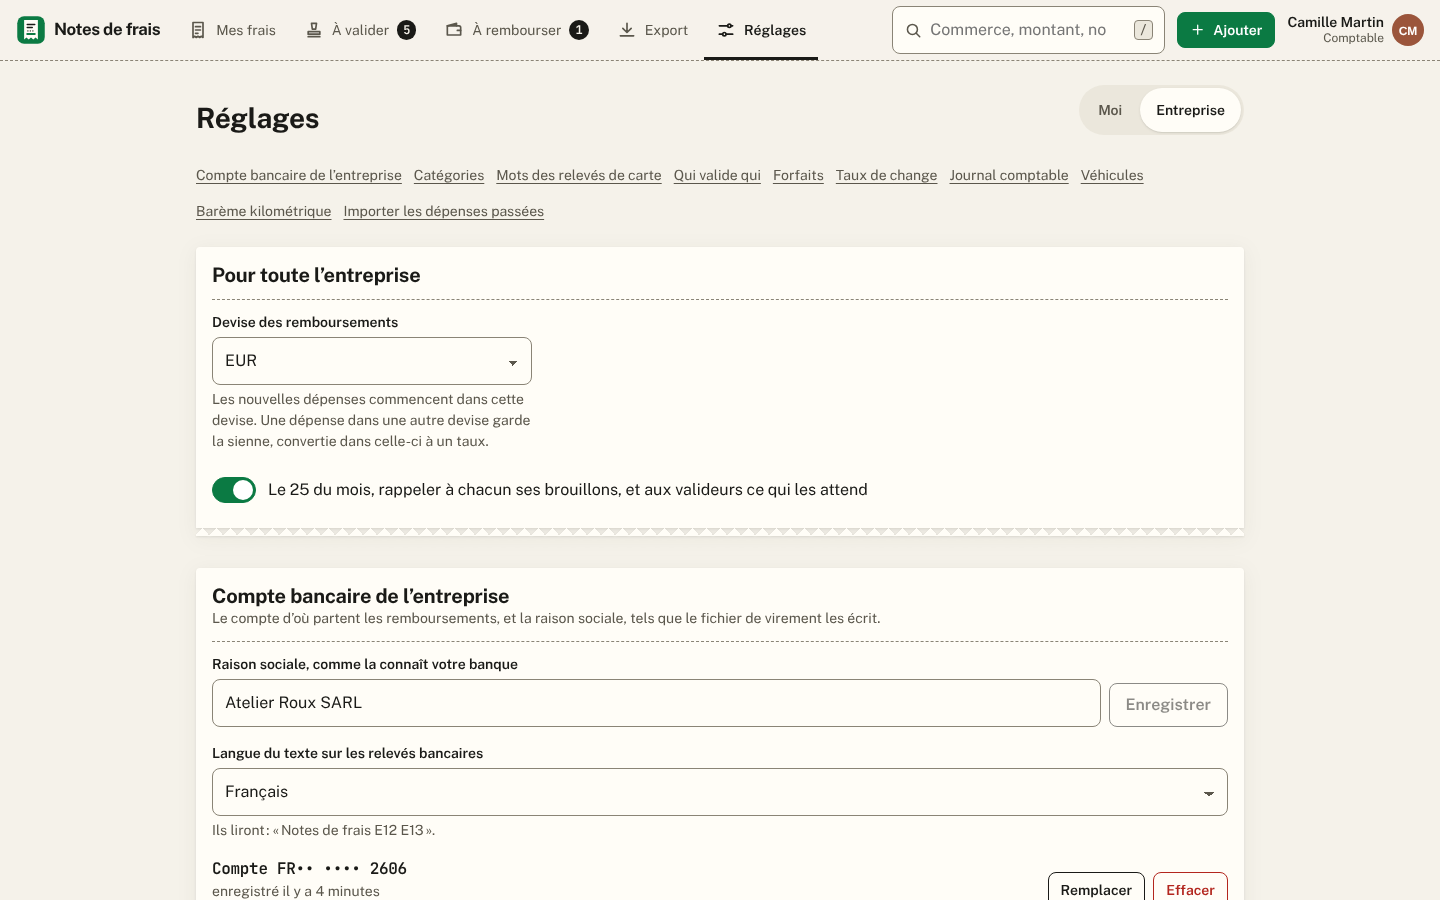 Notes de frais
Mes frais
À valider 5
À rembourser 1
Export
Réglages
Commerce, montant, no
/
Ajouter
Camille Martin
Comptable
CM
Réglages
Moi
Entreprise
Compte bancaire de l’entreprise Catégories Mots des relevés de carte Qui valide qui Forfaits Taux de change Journal comptable Véhicules
Barème kilométrique Importer les dépenses passées
Pour toute l’entreprise
Devise des remboursements
EUR
Les nouvelles dépenses commencent dans cette
devise. Une dépense dans une autre devise garde
la sienne, convertie dans celle-ci à un taux.
Le 25 du mois, rappeler à chacun ses brouillons, et aux valideurs ce qui les attend
Compte bancaire de l’entreprise
Le compte d’où partent les remboursements, et la raison sociale, tels que le fichier de virement les écrit.
Raison sociale, comme la connaît votre banque
Atelier Roux SARL
Enregistrer
Langue du texte sur les relevés bancaires
Français
Ils liront : « Notes de frais E12 E13 ».
Compte FR•• •••• 2606
enregistré il y a 4 minutes
Remplacer
Effacer